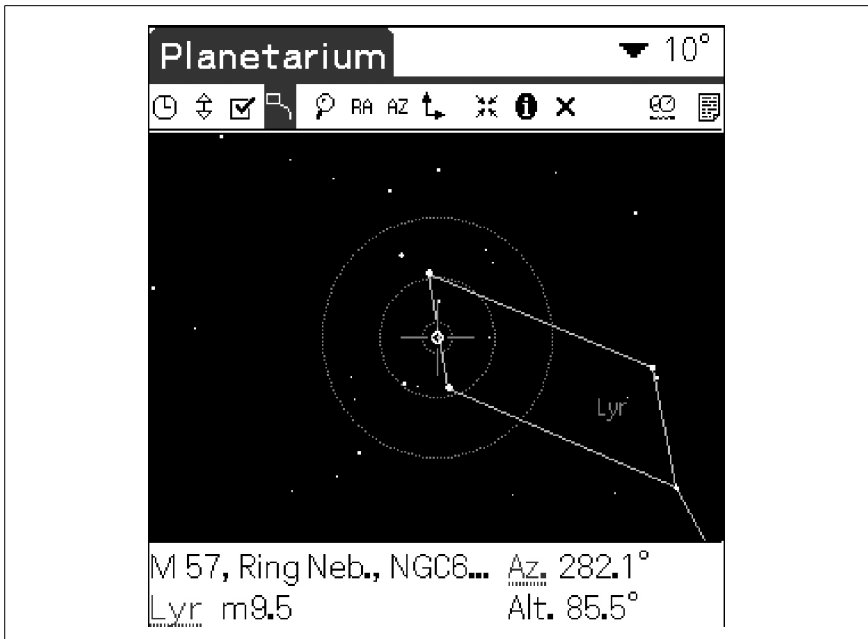 Planetarium 10°
RA AZ
Lyr
M 57, Ring Neb., NGC6... Az. 282.1°
Lyr m9.5 Alt. 85.5°